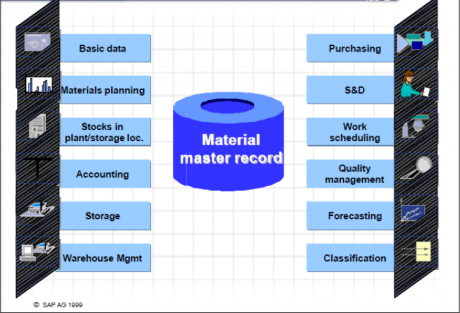 Basic data
Materials planning
Stocks in
plant/storage loc.
Accounting
Storage
Warehouse Mgmt
Material
master record
Purchasing
S&D
Work
scheduling
Quality
management
Forecasting
Classification
© SAP AG 1999